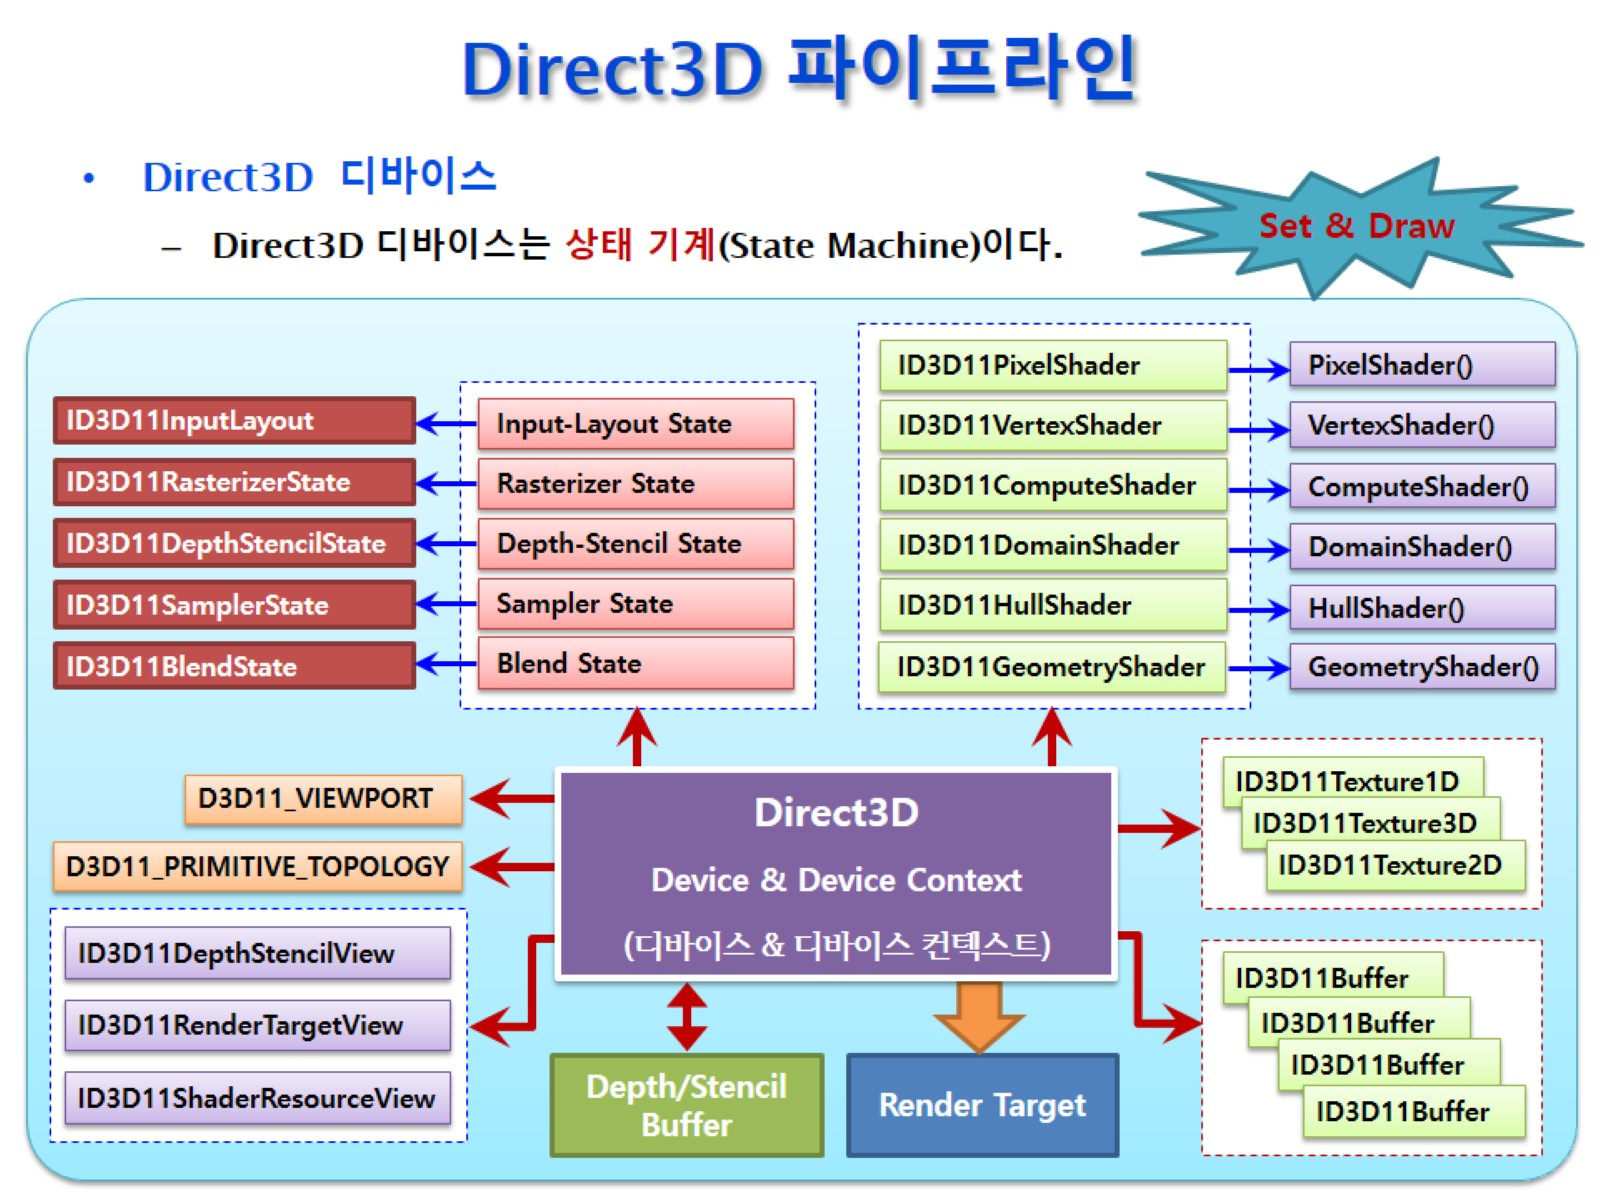 Direct3D 파이프라인
• Direct3D 디바이스
– Direct3D 디바이스는 상태 기계(State Machine)이다.
Set & Draw
ID3D11InputLayout
ID3D11RasterizerState
ID3D11DepthStencilState
ID3D11SamplerState
ID3D11BlendState
Input-Layout State
Rasterizer State
Depth-Stencil State
Sampler State
Blend State
ID3D11PixelShader
ID3D11VertexShader
ID3D11ComputeShader
ID3D11DomainShader
ID3D11HullShader
ID3D11GeometryShader
PixelShader()
VertexShader()
ComputeShader()
DomainShader()
HullShader()
GeometryShader()
D3D11_VIEWPORT
D3D11_PRIMITIVE_TOPOLOGY
ID3D11DepthStencilView
ID3D11RenderTargetView
ID3D11ShaderResourceView
Direct3D
Device & Device Context
(디바이스 & 디바이스 컨텍스트)
Depth/Stencil
Buffer
Render Target
ID3D11Texture1D
ID3D11Texture3D
ID3D11Texture2D
ID3D11Buffer
ID3D11Buffer
ID3D11Buffer
ID3D11Buffer